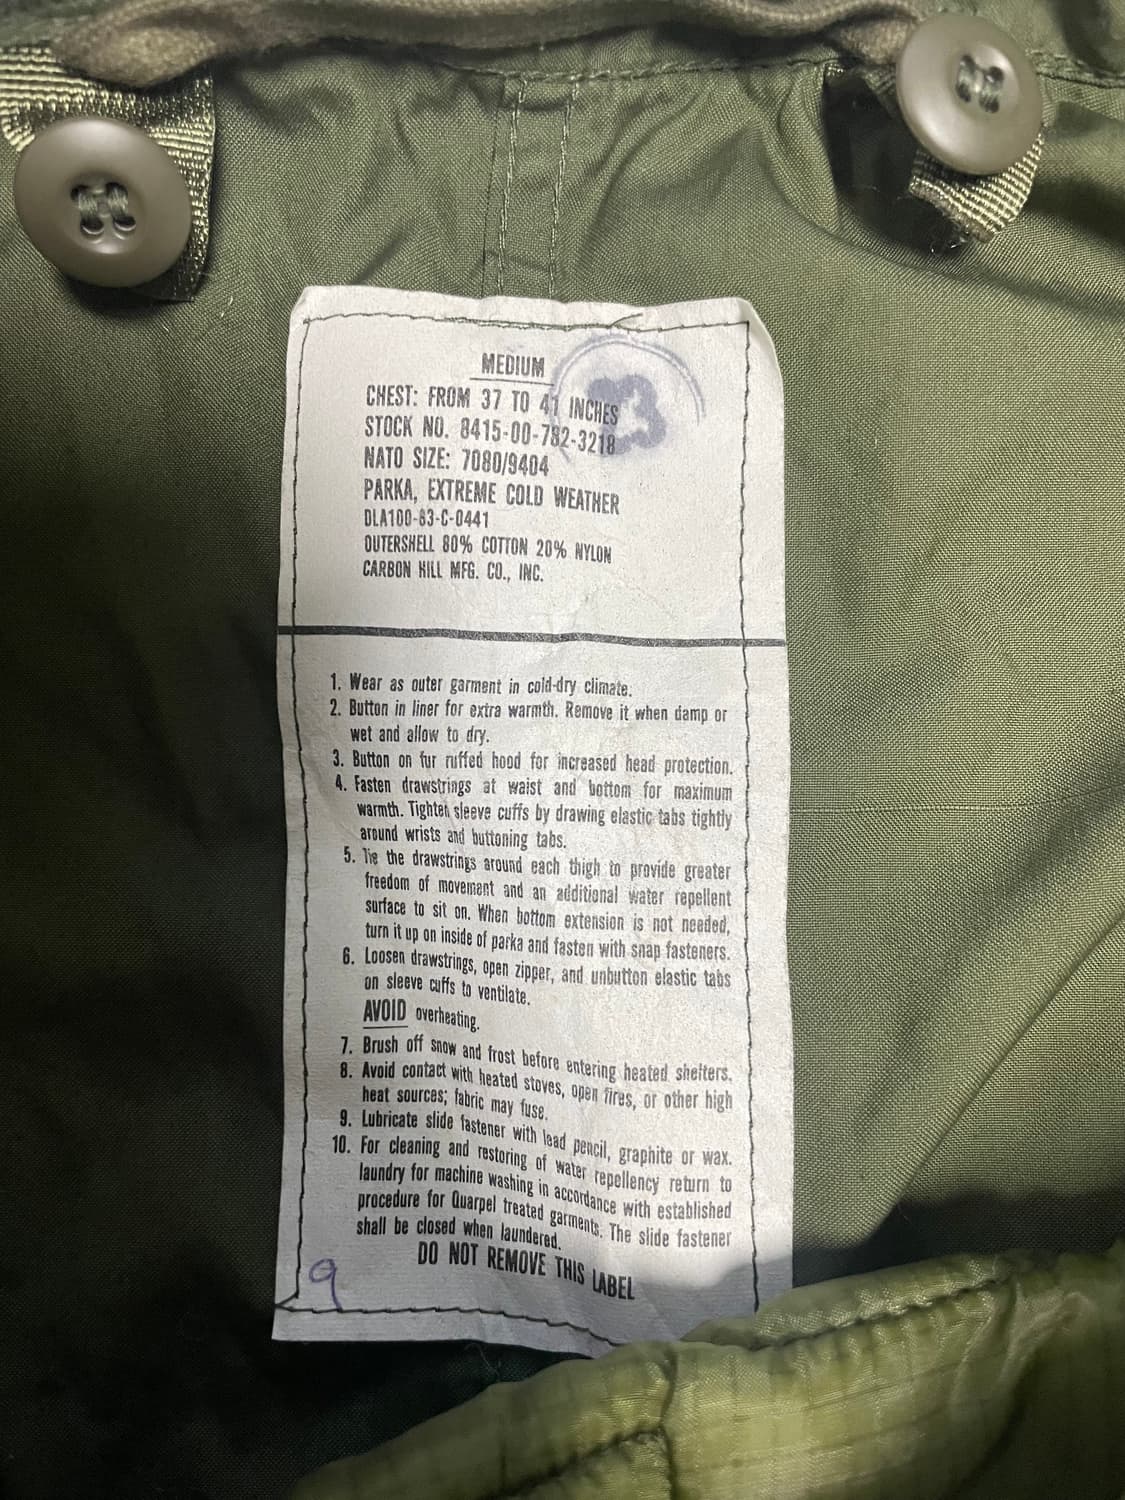 MEDIUM
CHEST: FROM 37 TO 41 INCHES
STOCK NO. 8415-00-782-3218
NATO SIZE: 7080/9404
PARKA, EXTREME COLD WEATHER
DLA100-83-C-0441
OUTERSHELL 80% COTTON 20% NYLON
CARBON HILL MFG. CO., INC.
1. Wear as outer garment in cold-dry climate.
2. Button in liner for extra warmth. Remove it when damp or
wet and allow to dry.
3. Button on fur ruffed hood for increased head protection.
4. Fasten drawstrings at waist and bottom for maximum
warmth. Tighten sleeve cuffs by drawing elastic tabs tightly
around wrists and buttoning tabs.
5. Tie the drawstrings around each thigh to provide greater
freedom of movement and an additional water repellent
surface to sit on. When bottom extension is not needed,
turn it up on inside of parka and fasten with snap fasteners.
6. Loosen drawstrings, open zipper, and unbutton elastic tabs
on sleeve cuffs to ventilate.
AVOID overheating.
7. Brush off snow and frost before entering heated shelters.
8. Avoid contact with heated stoves, open fires, or other high
heat sources; fabric may fuse.
9. Lubricate slide fastener with lead pencil, graphite or wax.
10. For cleaning and restoring of water repellency return to
laundry for machine washing in accordance with established
procedure for Quarpel treated garments. The slide fastener
shall be closed when laundered.
DO NOT REMOVE THIS LABEL
9